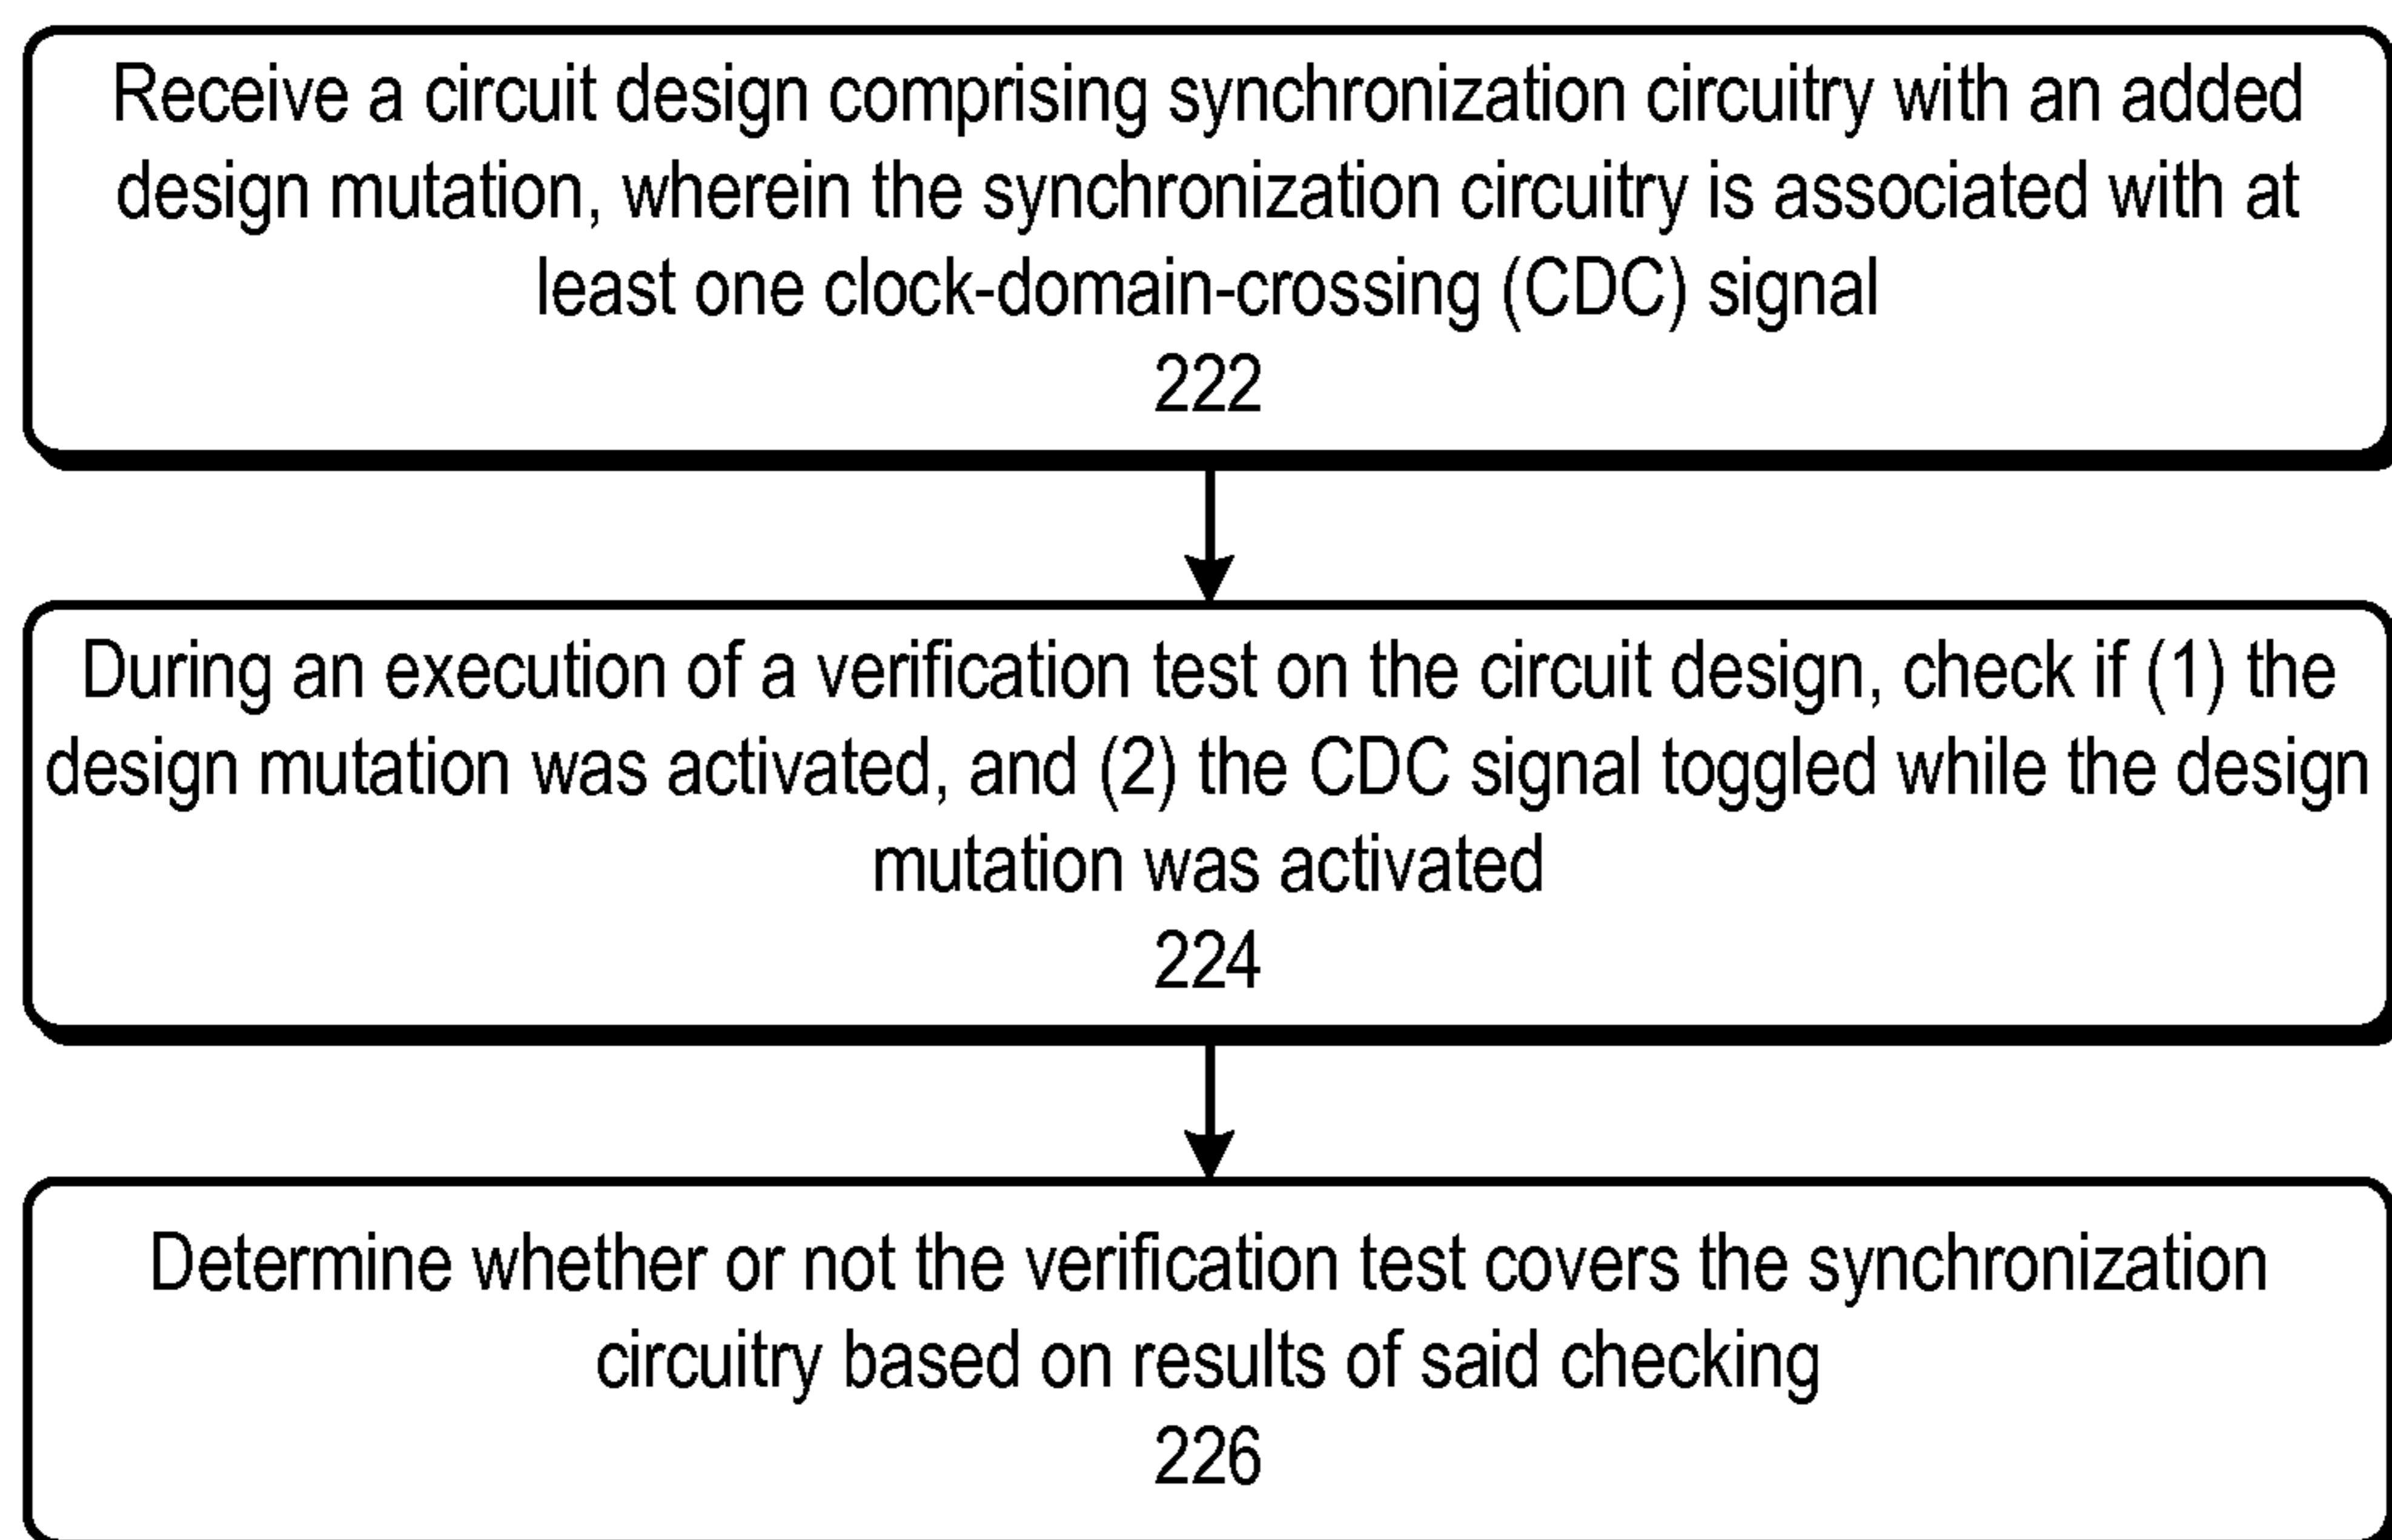 Receive a circuit design comprising synchronization circuitry with an added
design mutation, wherein the synchronization circuitry is associated with at
least one clock-domain-crossing (CDC) signal
222
During an execution of a verification test on the circuit design, check if (1) the
design mutation was activated, and (2) the CDC signal toggled while the design
mutation was activated
224
Determine whether or not the verification test covers the synchronization
circuitry based on results of said checking
226